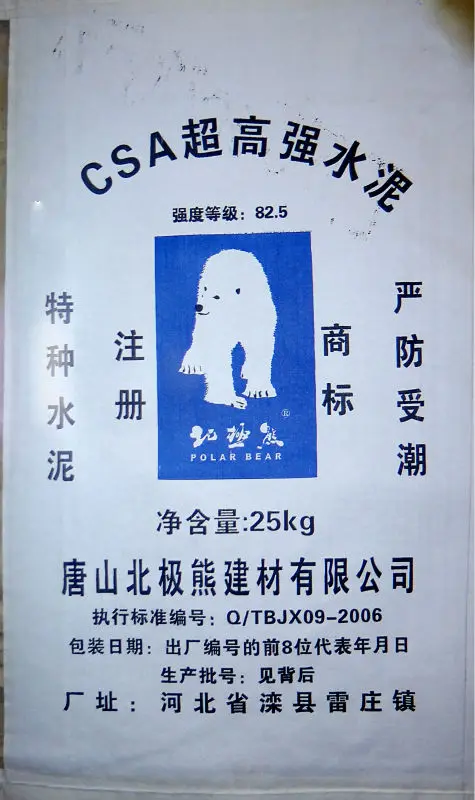 CSA超高强水泥
强度等级：82.5
特种水泥
注册
商标
严防受潮
北極熊
®
POLAR BEAR
净含量:25kg
唐山北极熊建材有限公司
执行标准编号：Q/TBJX09-2006
包装日期：出厂编号的前8位代表年月日
生产批号：见背后
厂址：河北省滦县雷庄镇